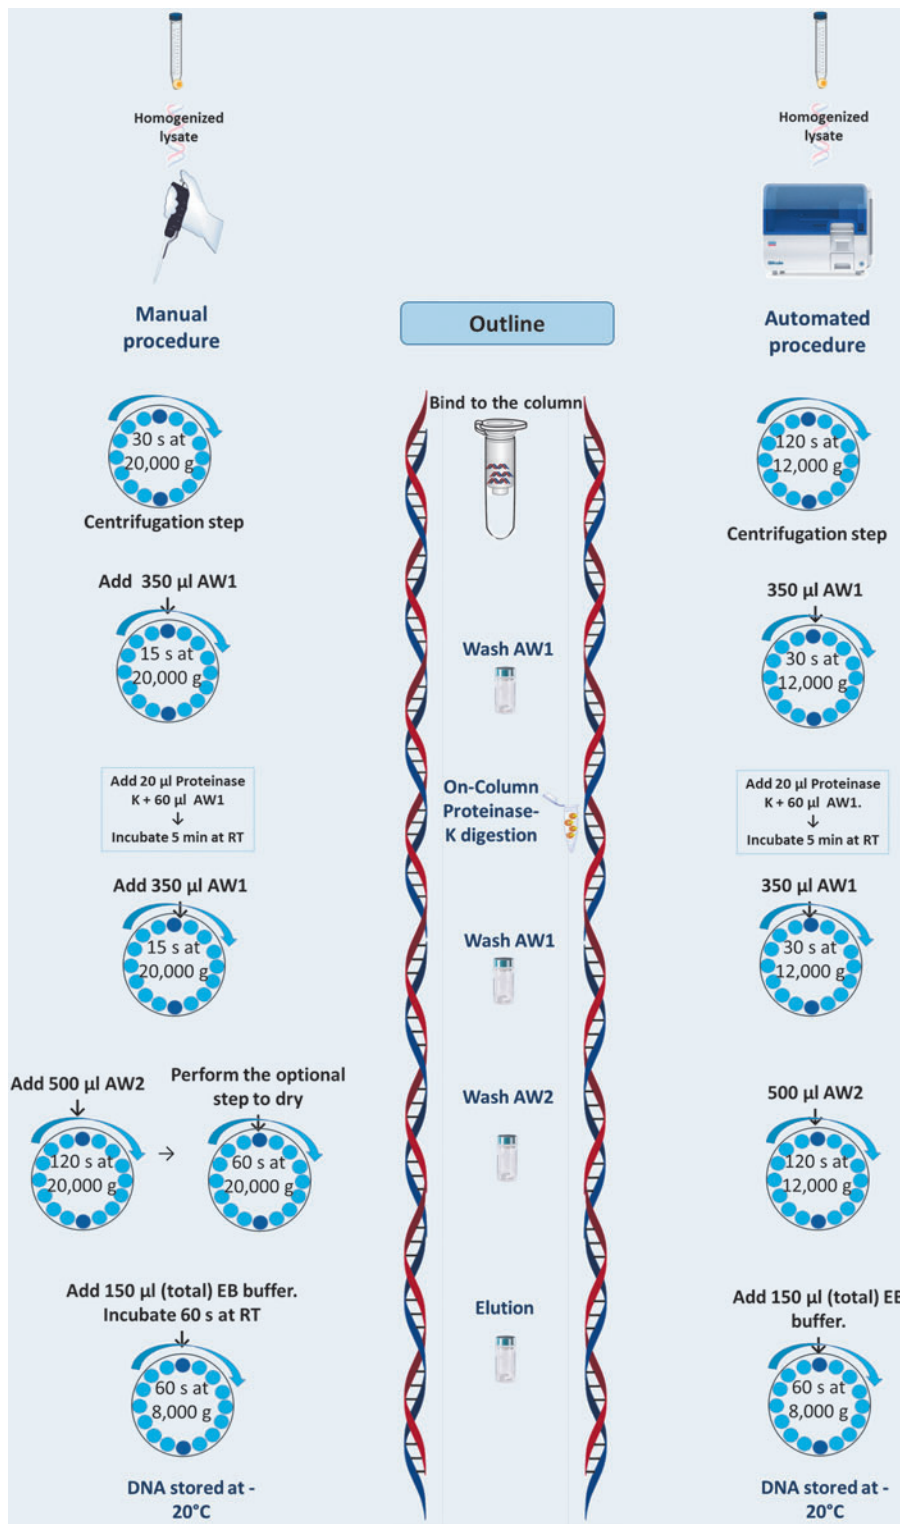 Homogenized
lysate
Homogenized
lysate
Manual
procedure
Outline
Automated
procedure
Bind to the column
30 s at
20,000 g
Centrifugation step
120 s at
12,000 g
Centrifugation step
Add 350 µl AW1
15 s at
20,000 g
Wash AW1
350 µl AW1
30 s at
12,000 g
Add 20 µl Proteinase
K + 60 µl AW1
↓
Incubate 5 min at RT
On-Column
Proteinase-
K digestion
Add 20 µl Proteinase
K + 60 µl AW1.
↓
Incubate 5 min at RT
Add 350 µl AW1
15 s at
20,000 g
Wash AW1
350 µl AW1
30 s at
12,000 g
Add 500 µl AW2
120 s at
20,000 g
→
Perform the optional
step to dry
60 s at
20,000 g
Wash AW2
500 µl AW2
120 s at
12,000 g
Add 150 µl (total) EB buffer.
Incubate 60 s at RT
60 s at
8,000 g
DNA stored at -
20°C
Elution
Add 150 µl (total) EB
buffer.
60 s at
8,000 g
DNA stored at -
20°C